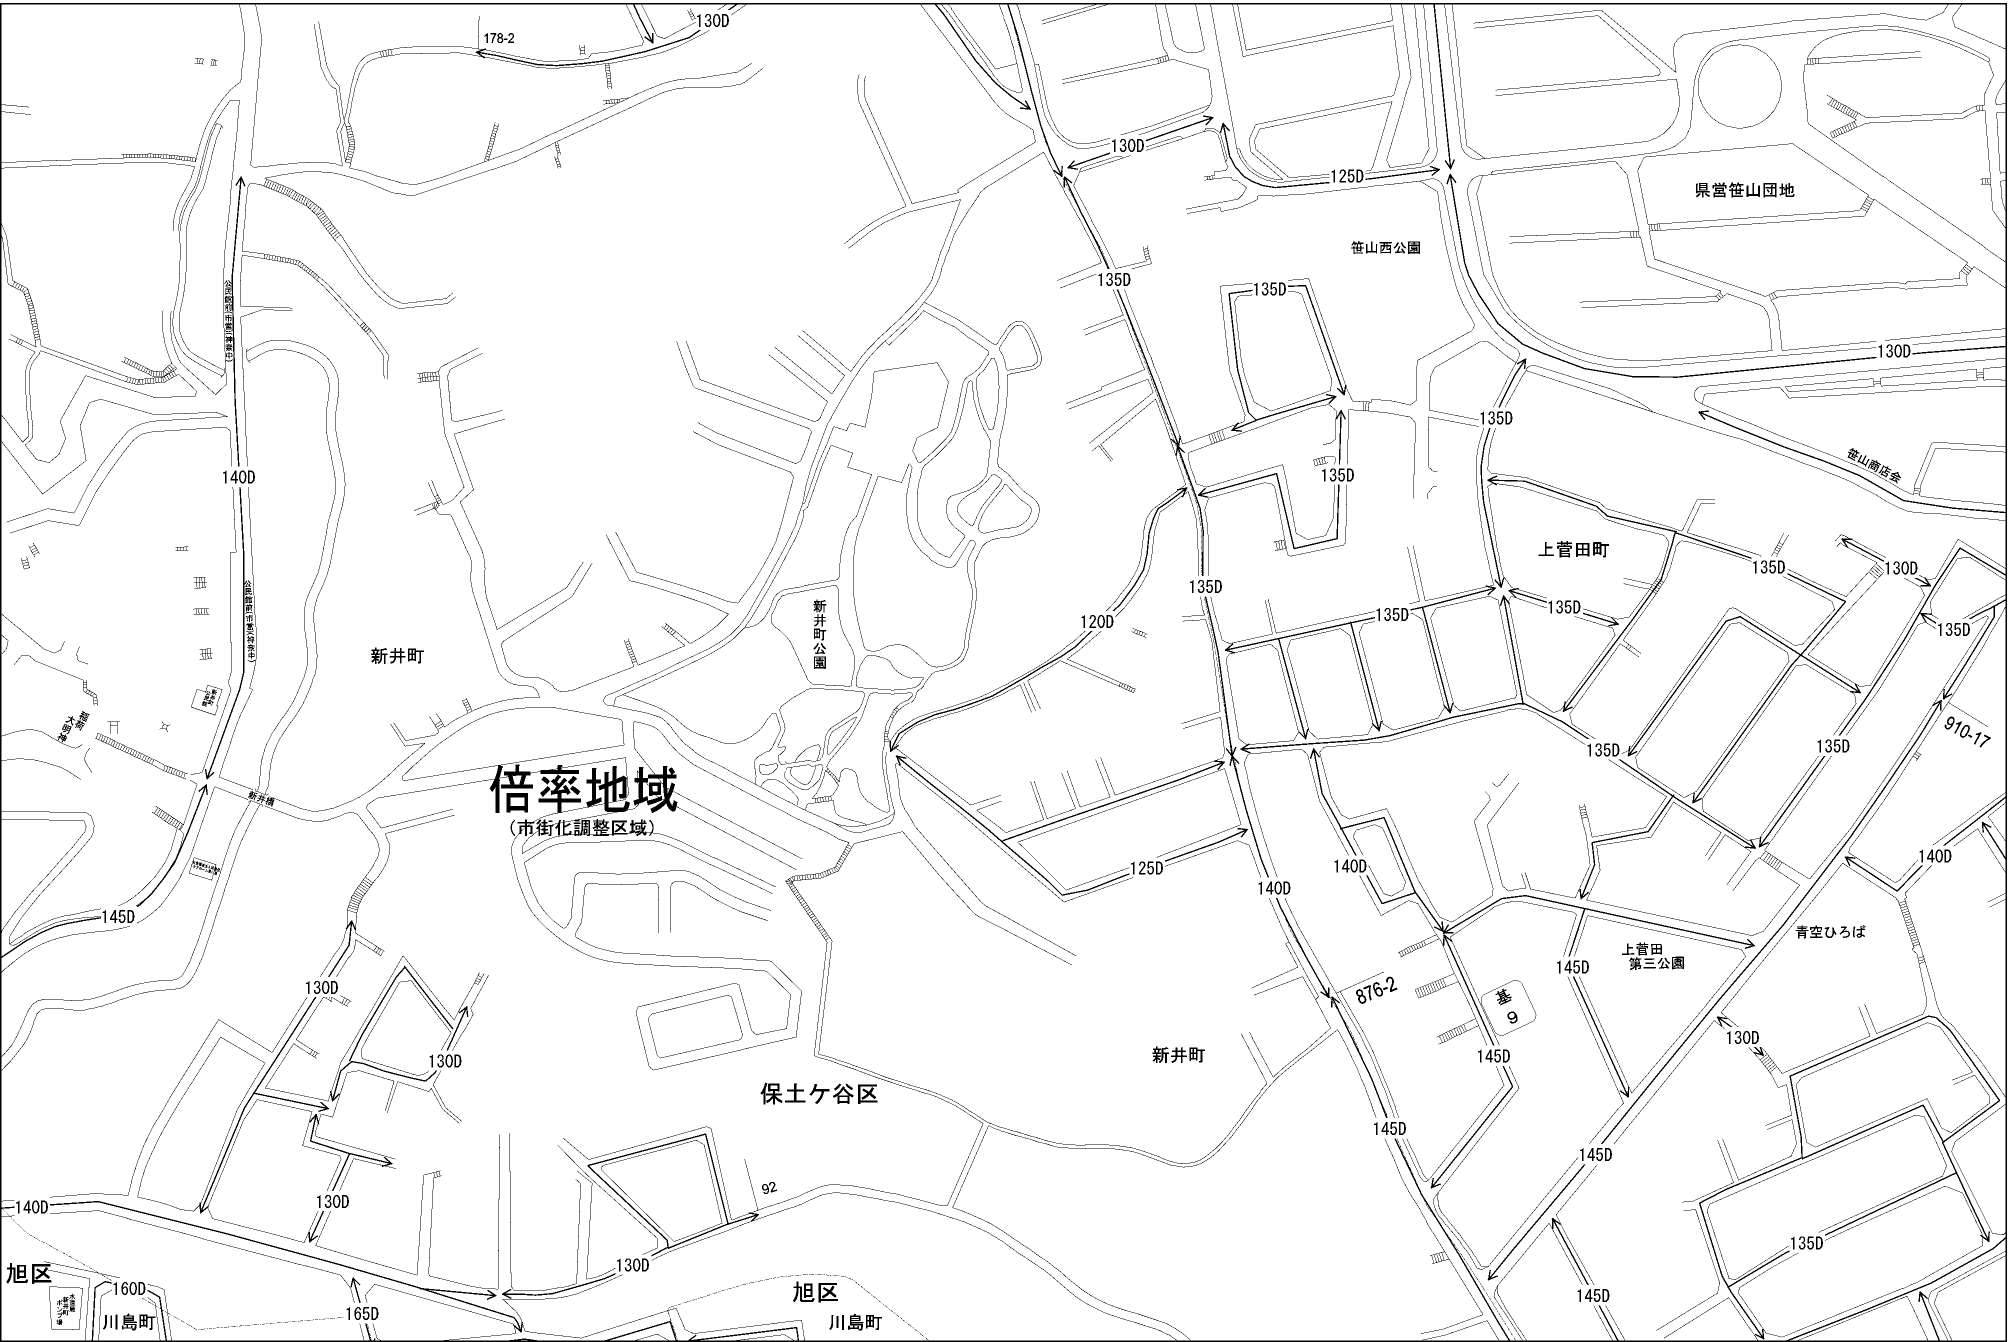 130D
178-2
130D
125D
県営笹山団地
笹山西公園
135D
135D
130D
135D
140D
135D
笹山商店会
上菅田町
135D
130D
135D
135D
135D
120D
135D
新井町公園
新井町
稲荷
大明神
910-17
135D
135D
倍率地域
(市街化調整区域)
新井橋
140D
140D
125D
140D
145D
青空ひろば
上菅田
第三公園
145D
130D
876-2
基
9
130D
新井町
145D
130D
保土ケ谷区
145D
145D
92
140D
130D
135D
130D
旭区
160D
165D
川島町
旭区
川島町
145D